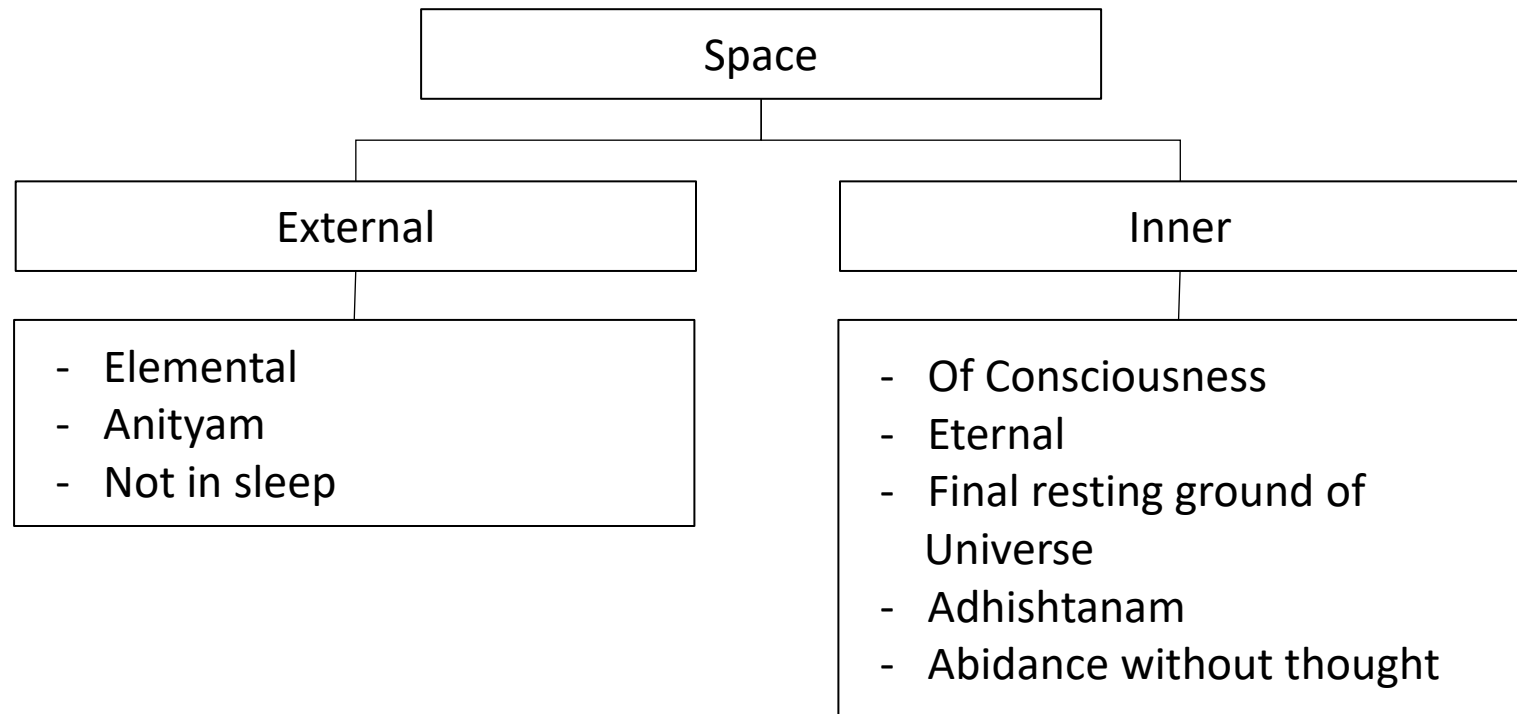 Space
External
Inner
- Elemental
- Anityam
- Not in sleep
- Of Consciousness
- Eternal
- Final resting ground of
Universe
- Adhishtanam
- Abidance without thought